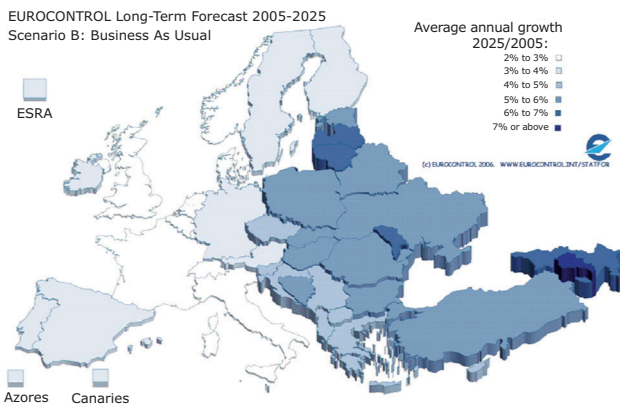 EUROCONTROL Long-Term Forecast 2005-2025
Scenario B: Business As Usual
Average annual growth
2025/2005:
2% to 3%
3% to 4%
4% to 5%
5% to 6%
6% to 7%
7% or above
(c) EUROCONTROL 2006. WWW.EUROCONTROL.INT/STATFOR
ESRA
Azores
Canaries